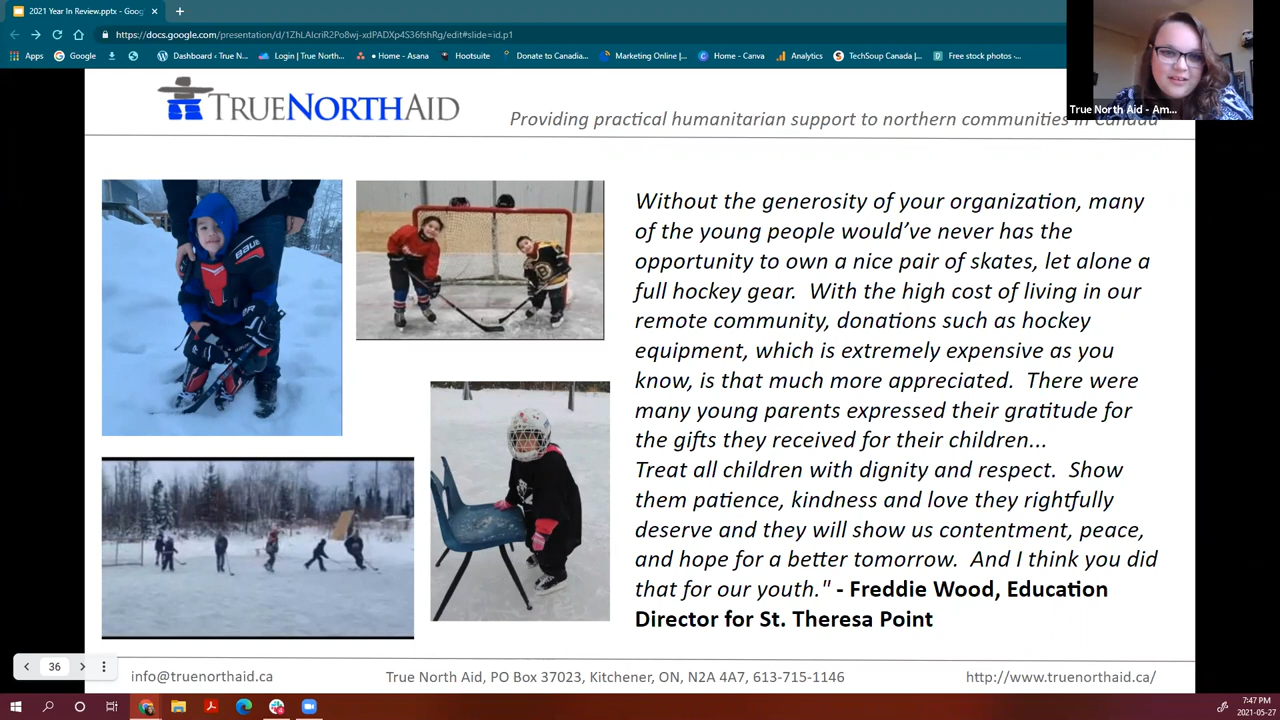 2021 Year In Review.pptx - Goog
https://docs.google.com/presentation/d/1ZhLAlcriR2Po8wj-xdPADXp4S36fshRg/edit#slide=id.p1
Apps Google Dashboard ‹ True N... Login | True North... • Home - Asana Hootsuite Donate to Canadia... Marketing Online |... Home - Canva Analytics TechSoup Canada |... Free stock photos -...
True North Aid - Am...
TRUENORTHAID
Providing practical humanitarian support to northern communities in Canada
Without the generosity of your organization, many
of the young people would've never has the
opportunity to own a nice pair of skates, let alone a
full hockey gear. With the high cost of living in our
remote community, donations such as hockey
equipment, which is extremely expensive as you
know, is that much more appreciated. There were
many young parents expressed their gratitude for
the gifts they received for their children...
Treat all children with dignity and respect. Show
them patience, kindness and love they rightfully
deserve and they will show us contentment, peace,
and hope for a better tomorrow. And I think you did
that for our youth." - Freddie Wood, Education
Director for St. Theresa Point
BAUER
36
info@truenorthaid.ca True North Aid, PO Box 37023, Kitchener, ON, N2A 4A7, 613-715-1146 http://www.truenorthaid.ca/
7:47 PM
2021-05-27